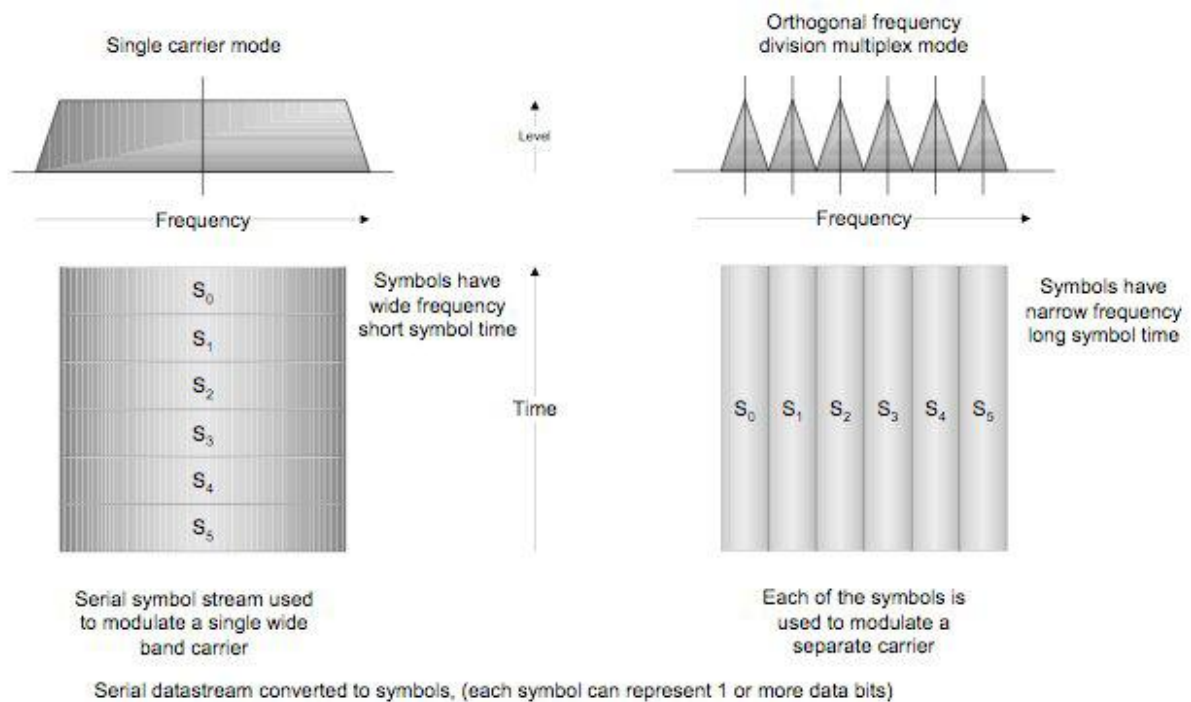 Single carrier mode
Orthogonal frequency
division multiplex mode
Level
Frequency
Frequency
S0
S1
S2
S3
S4
S5
Symbols have
wide frequency
short symbol time
Time
S0 S1 S2 S3 S4 S5
Symbols have
narrow frequency
long symbol time
Serial symbol stream used
to modulate a single wide
band carrier
Each of the symbols is
used to modulate a
separate carrier
Serial datastream converted to symbols, (each symbol can represent 1 or more data bits)